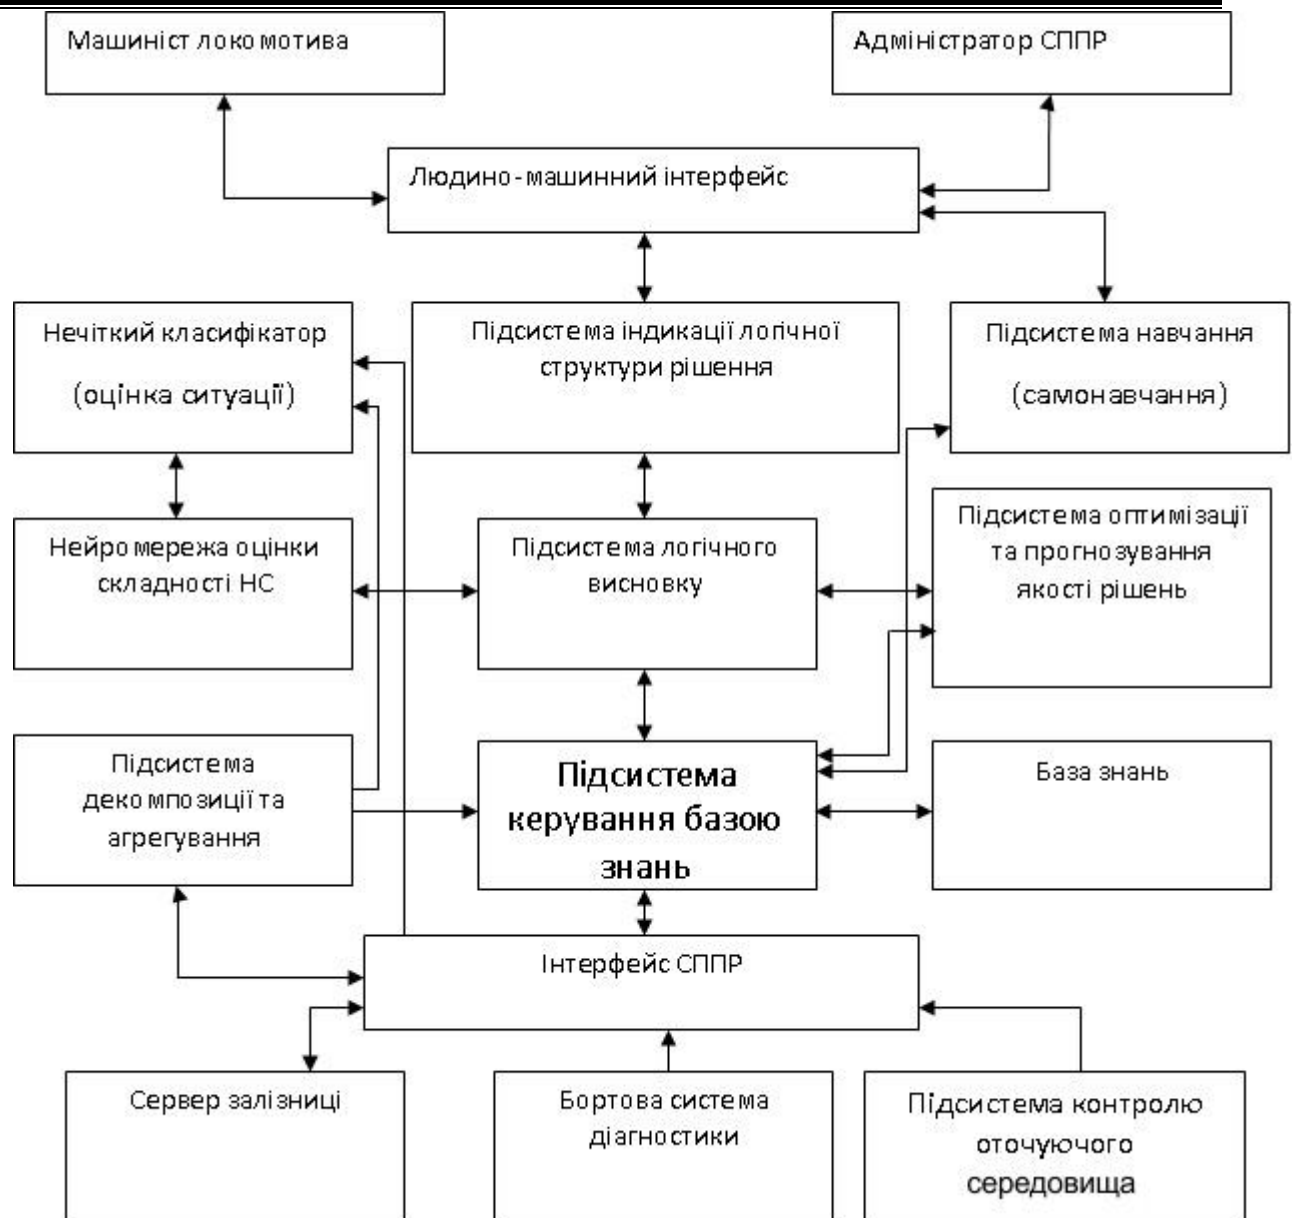 Машиніст локомотива
Адміністратор СППР
Людино-машинний інтерфейс
Нечіткий класифікатор
(оцінка ситуації)
Підсистема індикації логічної
структури рішення
Підсистема навчання
(самонавчання)
Нейромережа оцінки
складності НС
Підсистема логічного
висновку
Підсистема оптимізації
та прогнозування
якості рішень
Підсистема
декомпозиції та
агрегування
Підсистема
керування базою
знань
База знань
Інтерфейс СППР
Сервер залізниці
Бортова система
діагностики
Підсистема контролю
оточуючого
середовища